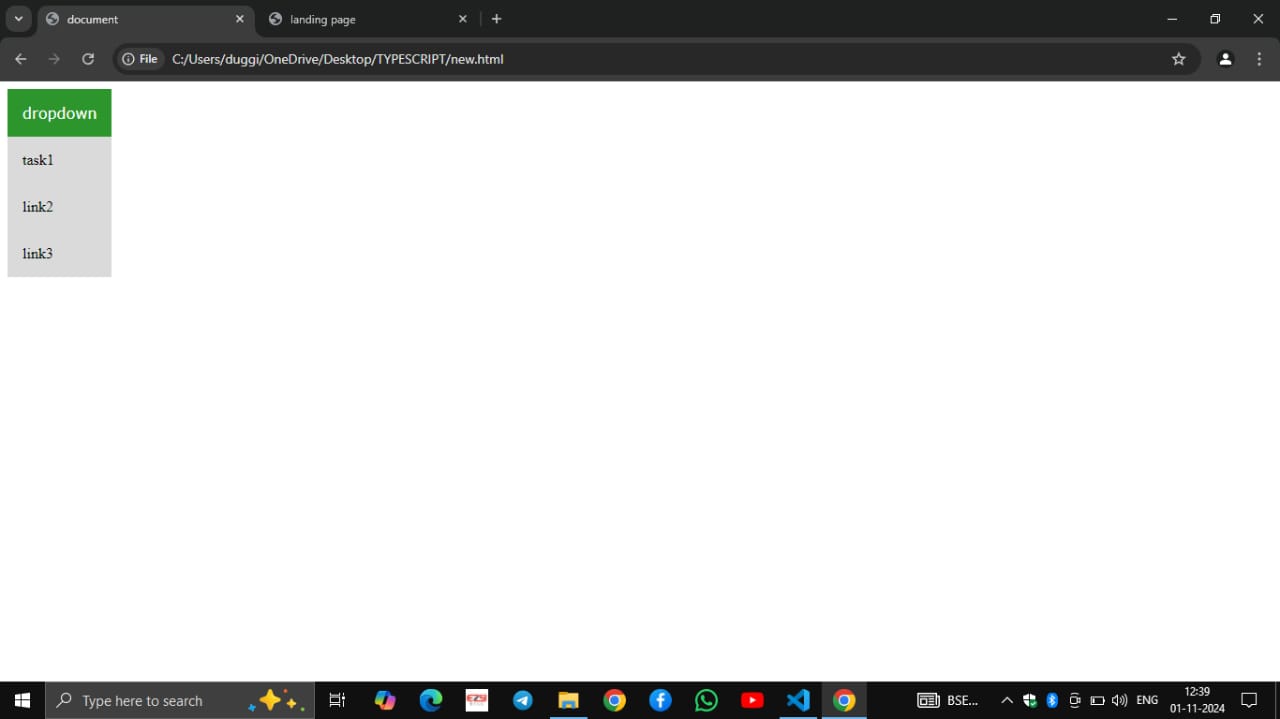 document
landing page
File
C:/Users/duggi/OneDrive/Desktop/TYPESCRIPT/new.html
dropdown
task1
link2
link3
Type here to search
BSE...
ENG
12:39
01-11-2024